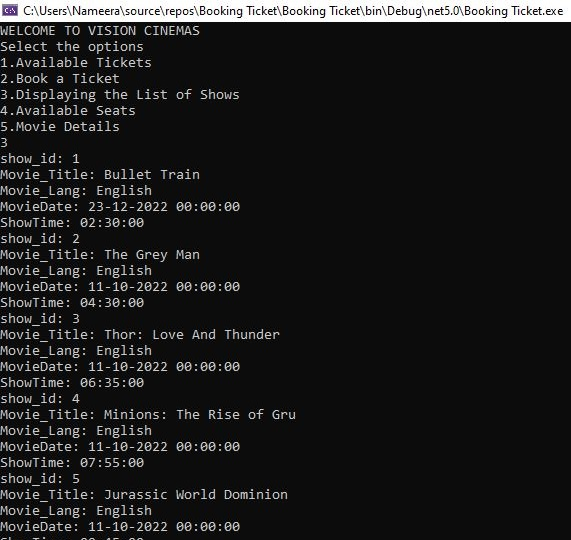 C:\Users\Nameera\source\repos\Booking Ticket\Booking Ticket\bin\Debug\net5.0\Booking Ticket.exe
WELCOME TO VISION CINEMAS
Select the options
1.Available Tickets
2.Book a Ticket
3.Displaying the List of Shows
4.Available Seats
5.Movie Details
3
show_id: 1
Movie_Title: Bullet Train
Movie_Lang: English
MovieDate: 23-12-2022 00:00:00
ShowTime: 02:30:00
show_id: 2
Movie_Title: The Grey Man
Movie_Lang: English
MovieDate: 11-10-2022 00:00:00
ShowTime: 04:30:00
show_id: 3
Movie_Title: Thor: Love And Thunder
Movie_Lang: English
MovieDate: 11-10-2022 00:00:00
ShowTime: 06:35:00
show_id: 4
Movie_Title: Minions: The Rise of Gru
Movie_Lang: English
MovieDate: 11-10-2022 00:00:00
ShowTime: 07:55:00
show_id: 5
Movie_Title: Jurassic World Dominion
Movie_Lang: English
MovieDate: 11-10-2022 00:00:00